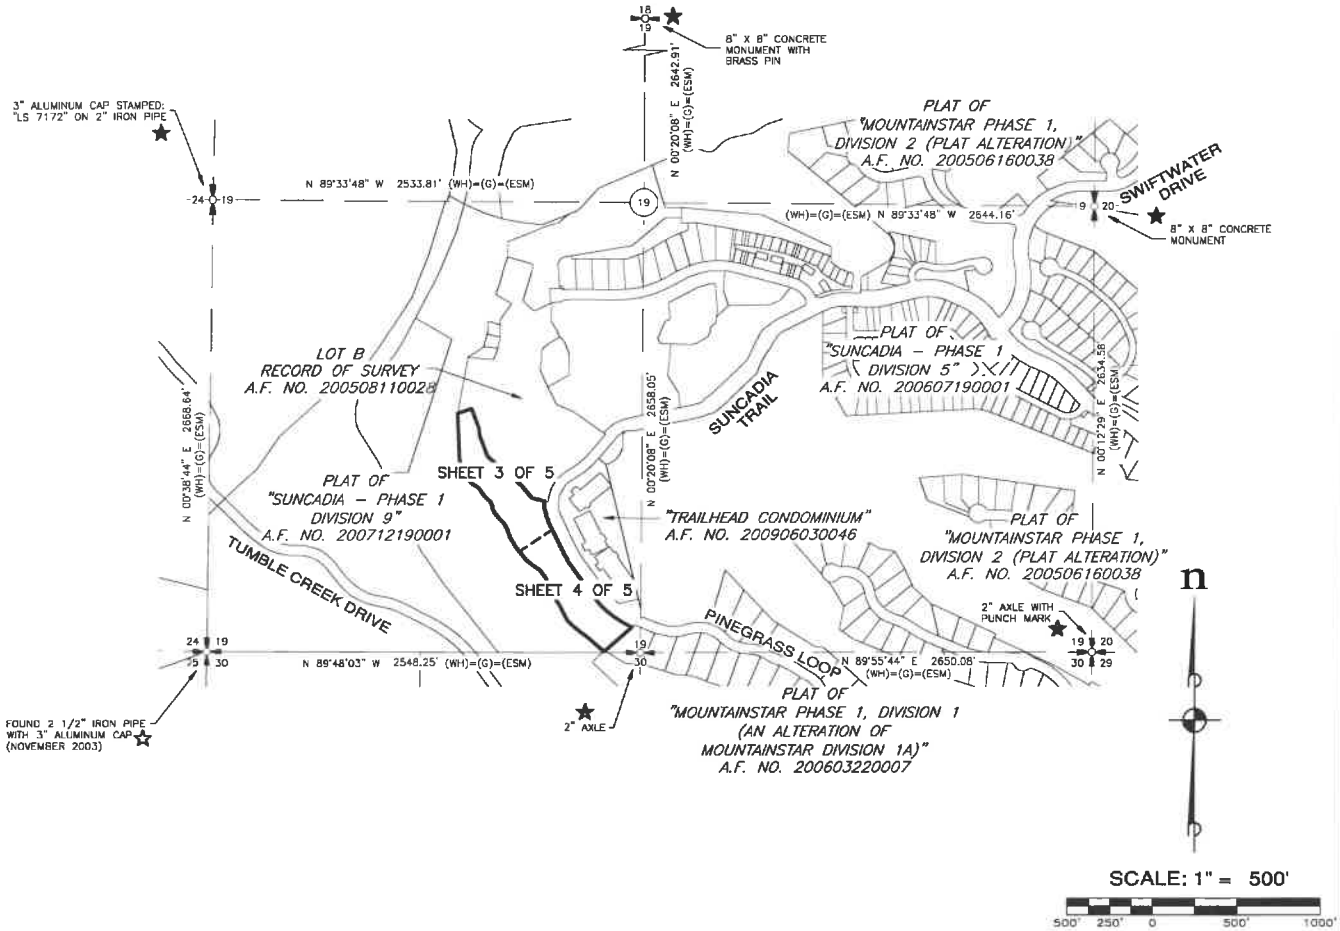 18
19
8" X 8" CONCRETE
MONUMENT WITH
BRASS PIN
N 00°20'08" E 2642.91'
(WH)=(G)=(ESM)
3" ALUMINUM CAP STAMPED:
"LS 7172" ON 2" IRON PIPE
PLAT OF
"MOUNTAINSTAR PHASE 1,
DIVISION 2 (PLAT ALTERATION)"
A.F. NO. 200506160038
SWIFTWATER
DRIVE
N 89°33'48" W 2533.81' (WH)=(G)=(ESM)
24 19
19
(WH)=(G)=(ESM) N 89°33'48" W 2644.16'
19 20
8" X 8" CONCRETE
MONUMENT
LOT B
RECORD OF SURVEY
A.F. NO. 200508110028
PLAT OF
"SUNCADIA – PHASE 1
DIVISION 5"
A.F. NO. 200607190001
SUNCADIA
TRAIL
N 00°38'44" E 2668.64'
(WH)=(G)=(ESM)
N 00°20'08" E 2658.05'
(WH)=(G)=(ESM)
N 00°12'29" E 2634.58'
(WH)=(G)=(ESM)
SHEET 3 OF 5
PLAT OF
"SUNCADIA – PHASE 1
DIVISION 9"
A.F. NO. 200712190001
"TRAILHEAD CONDOMINIUM"
A.F. NO. 200906030046
PLAT OF
"MOUNTAINSTAR PHASE 1,
DIVISION 2 (PLAT ALTERATION)"
A.F. NO. 200506160038
TUMBLE CREEK DRIVE
SHEET 4 OF 5
PINEGRASS LOOP
2" AXLE WITH
PUNCH MARK
n
24 19
25 30
N 89°48'03" W 2548.25' (WH)=(G)=(ESM)
19
30
N 89°55'44" E 2650.08'
(WH)=(G)=(ESM)
19 20
30 29
FOUND 2 1/2" IRON PIPE
WITH 3" ALUMINUM CAP
(NOVEMBER 2003)
2" AXLE
PLAT OF
"MOUNTAINSTAR PHASE 1, DIVISION 1
(AN ALTERATION OF
MOUNTAINSTAR DIVISION 1A)"
A.F. NO. 200603220007
SCALE: 1" = 500'
500' 250' 0 500' 1000'